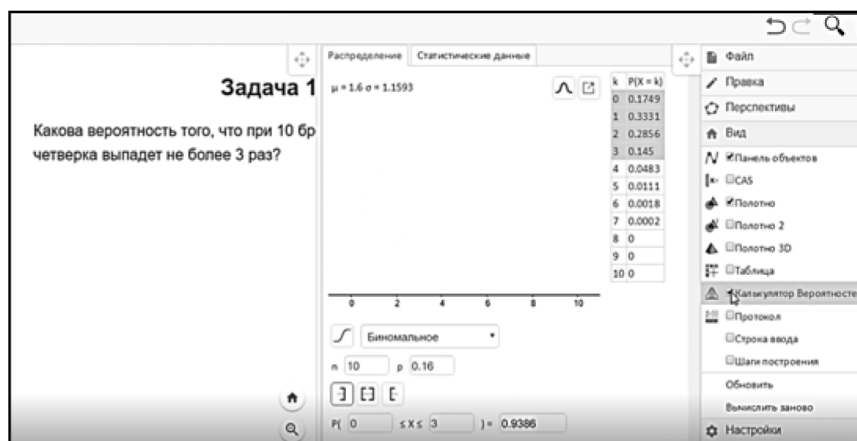 Задача 1
Какова вероятность того, что при 10 бр
четверка выпадет не более 3 раз?
Распределение
Статистические данные
μ = 1.6 σ = 1.1593
k P(X = k)
0 0.1749
1 0.3331
2 0.2856
3 0.145
4 0.0483
5 0.0111
6 0.0018
7 0.0002
8 0
9 0
10 0
0 2 4 6 8 10
Биномиальное
n 10 p 0.16
P( 0 ≤ X ≤ 3 ) = 0.9386
Файл
Правка
Перспективы
Вид
Панель объектов
CAS
Полотно
Полотно 2
Полотно 3D
Таблица
Калькулятор Вероятносте
Протокол
Строка ввода
Шаги построения
Обновить
Вычислить заново
Настройки